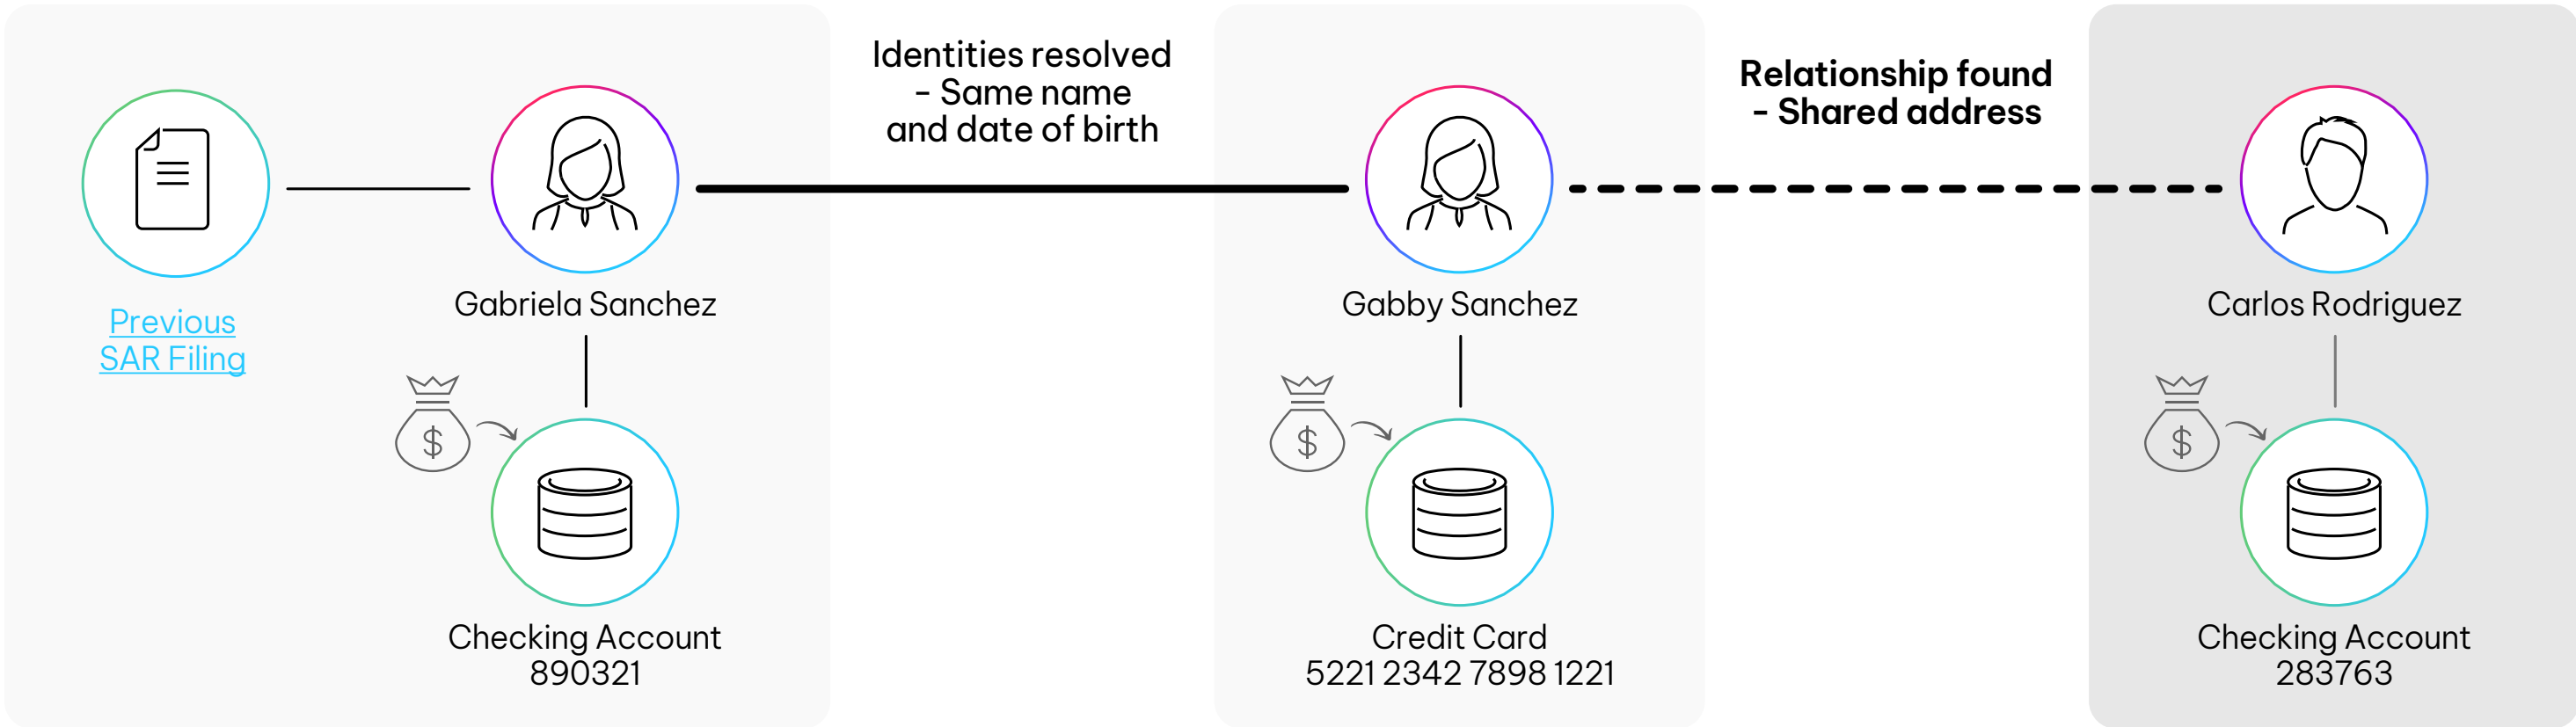 Identities resolved
- Same name
and date of birth
Relationship found
- Shared address
Previous
SAR Filing
Gabriela Sanchez
Gabby Sanchez
Carlos Rodriguez
$
$
$
Checking Account
890321
Credit Card
5221 2342 7898 1221
Checking Account
283763